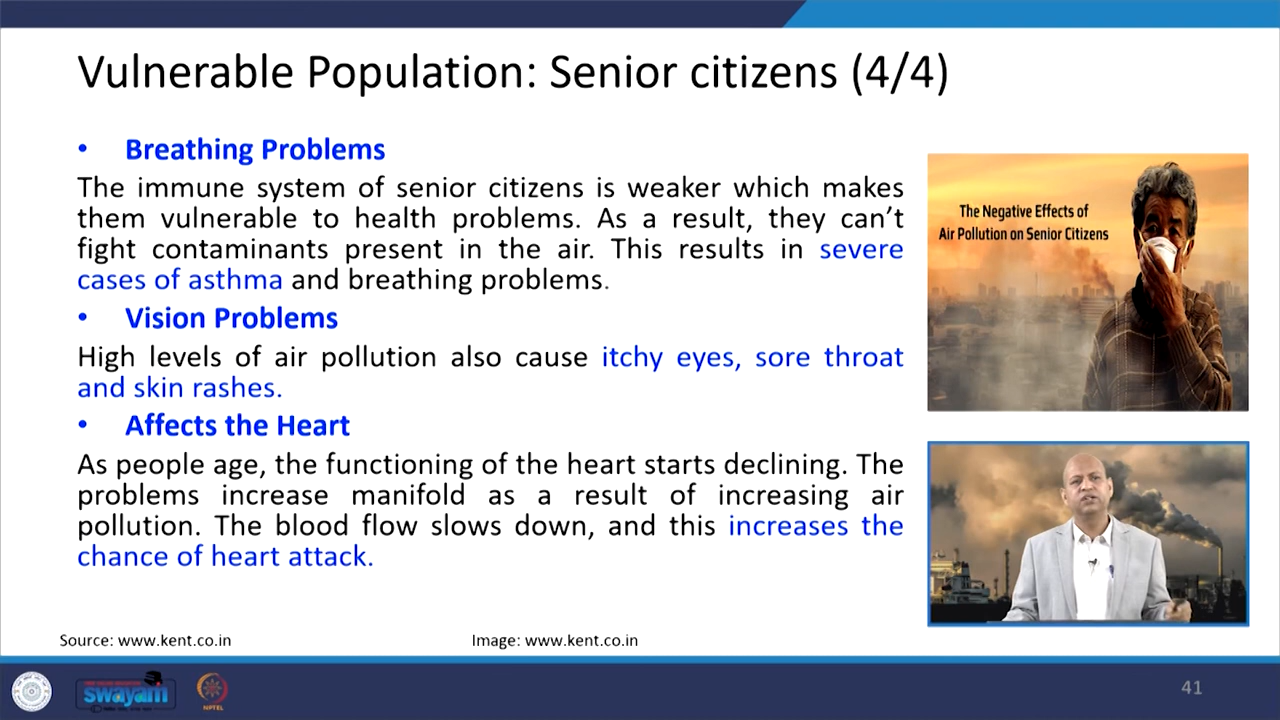 Vulnerable Population: Senior citizens (4/4)
• Breathing Problems
The immune system of senior citizens is weaker which makes
them vulnerable to health problems. As a result, they can't
fight contaminants present in the air. This results in severe
cases of asthma and breathing problems.
• Vision Problems
High levels of air pollution also cause itchy eyes, sore throat
and skin rashes.
• Affects the Heart
As people age, the functioning of the heart starts declining. The
problems increase manifold as a result of increasing air
pollution. The blood flow slows down, and this increases the
chance of heart attack.
The Negative Effects of
Air Pollution on Senior Citizens
Source: www.kent.co.in
Image: www.kent.co.in
swayam
NPTEL
41